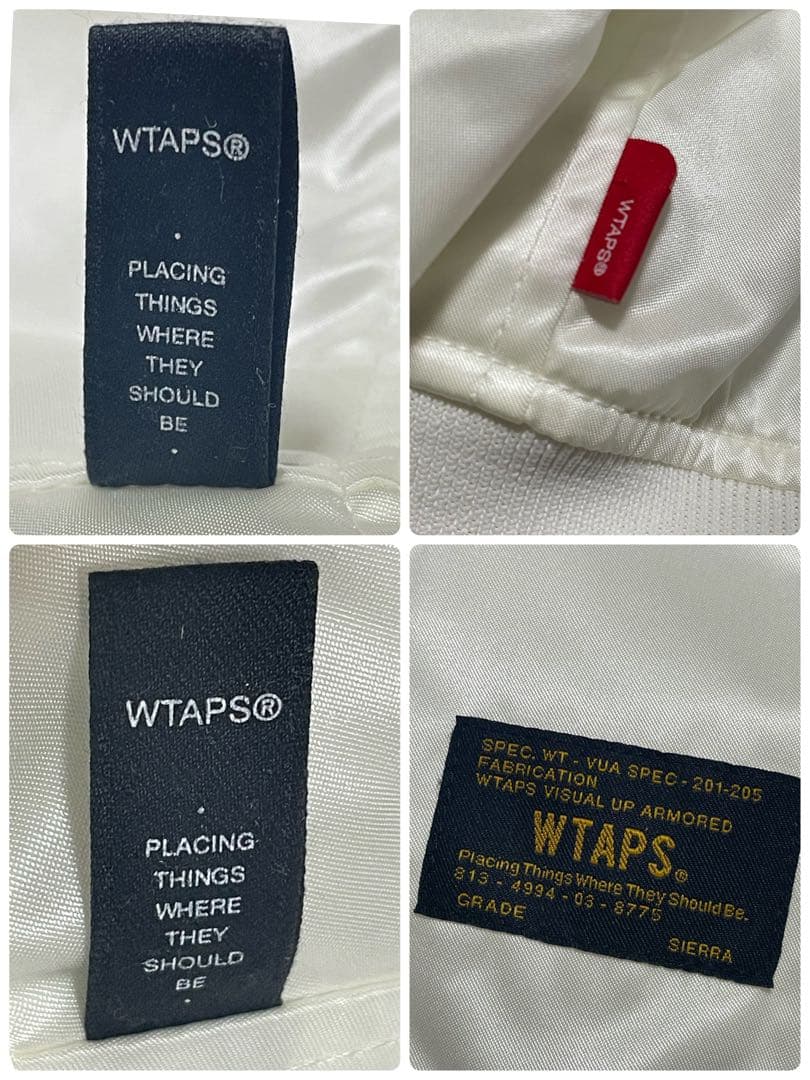 WTAPS®
PLACING
THINGS
WHERE
THEY
SHOULD
BE
WTAPS®
WTAPS®
PLACING
THINGS
WHERE
THEY
SHOULD
BE
SPEC. WT - VUA SPEC - 201-205
FABRICATION
WTAPS VISUAL UP ARMORED
WTAPS®
Placing Things Where They Should Be.
813 - 4994 - 03 - 8775
GRADE
SIERRA